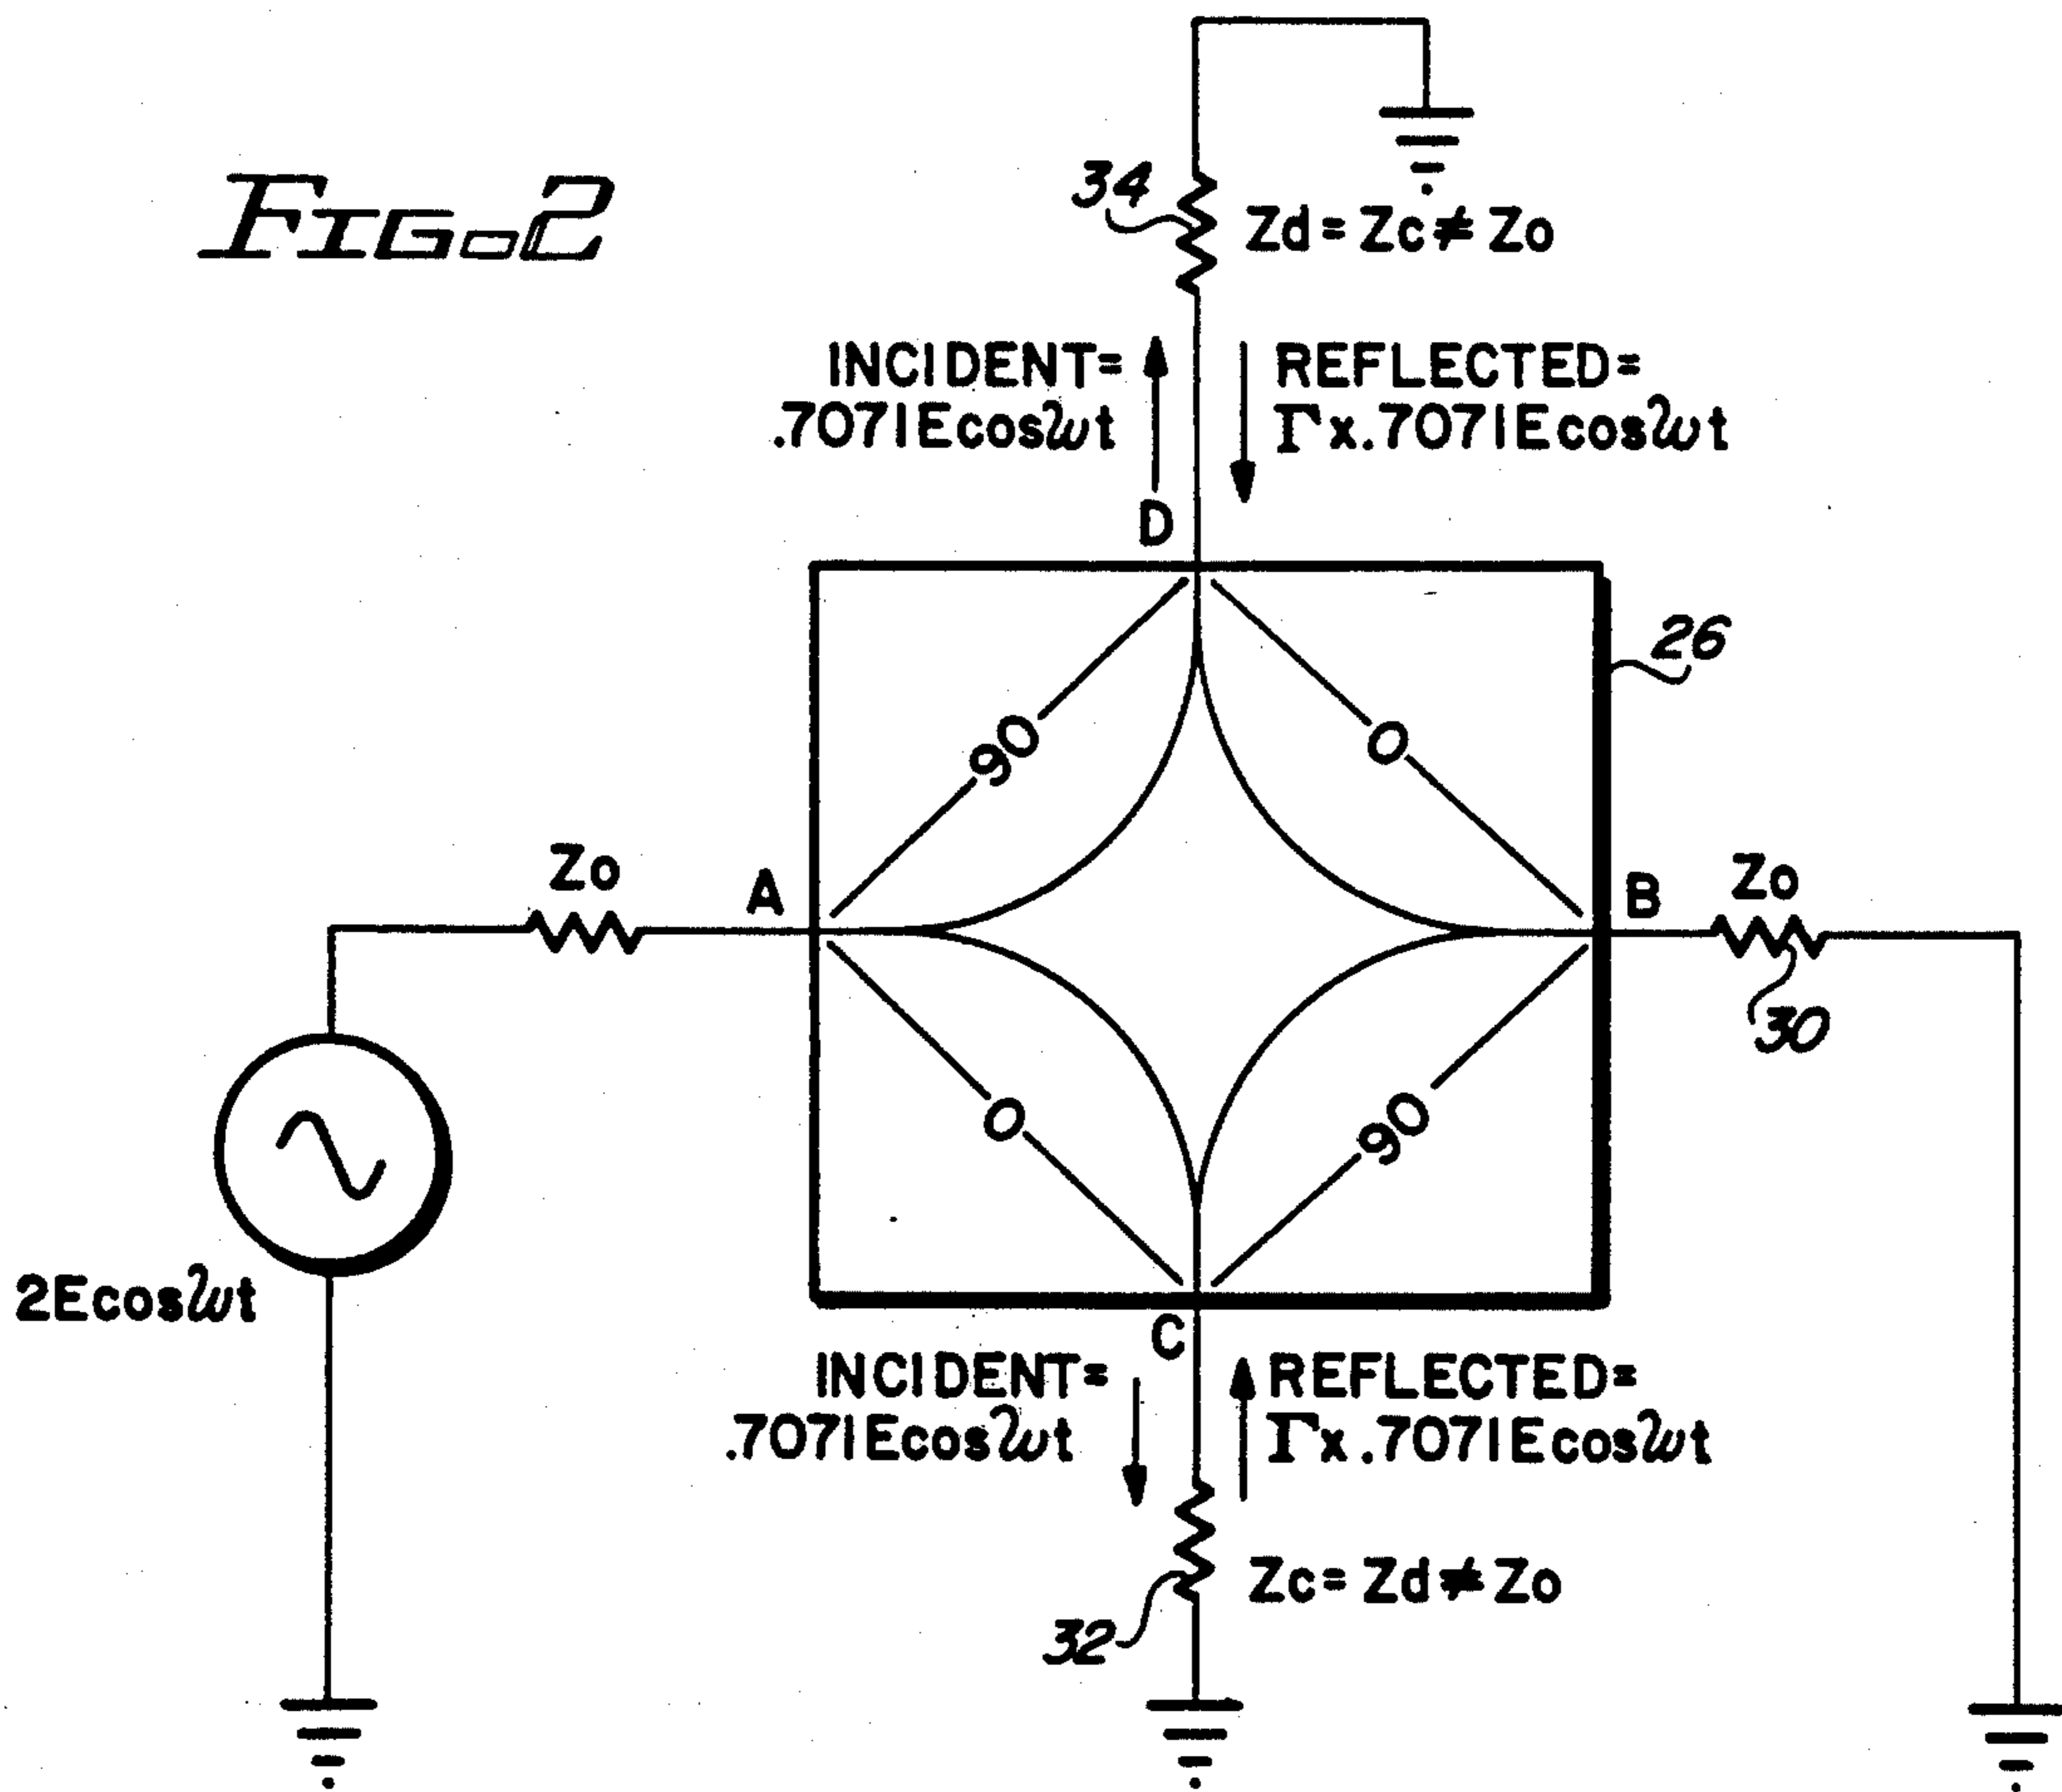 FIG. 2
34
Zd = Zc ≠ Zo
INCIDENT=
.7071Ecosωt
REFLECTED=
Γx.7071Ecosωt
D
26
90
0
Zo
A
B
Zo
30
0
90
2Ecosωt
C
INCIDENT=
.7071Ecosωt
REFLECTED=
Γx.7071Ecosωt
Zc= Zd ≠ Zo
32